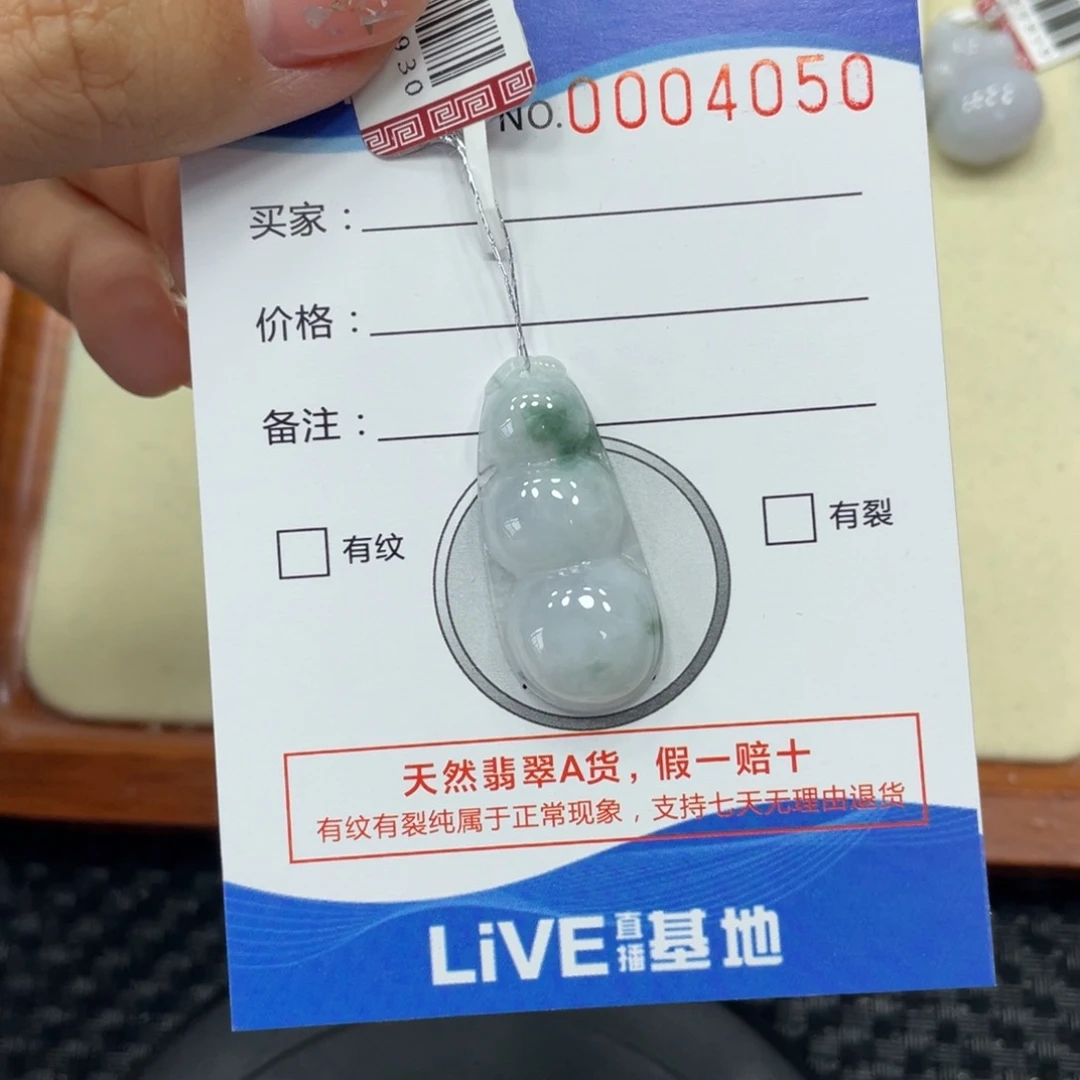 930
NO.0004050
买家：
价格：
备注：
有纹
有裂
天然翡翠A货，假一赔十
有纹有裂纯属于正常现象，支持七天无理由退货
LiVE直播基地